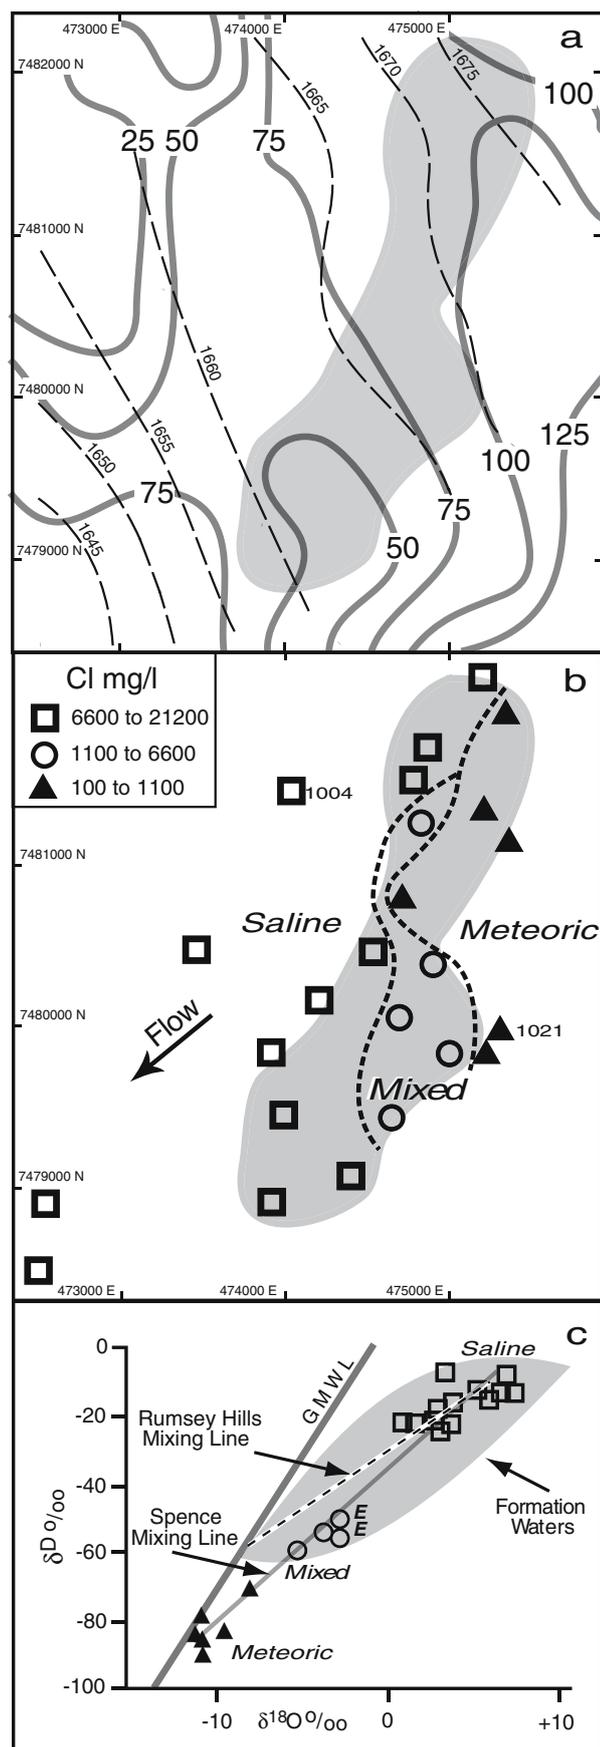 473000 E
474000 E
475000 E
a
7482000 N
1665
1670
1675
100
25
50
75
7481000 N
1660
7480000 N
1655
1650
125
100
75
75
50
1645
7479000 N
Cl mg/l
b
6600 to 21200
1100 to 6600
100 to 1100
1004
7481000 N
Saline
Meteoric
7480000 N
Flow
1021
Mixed
7479000 N
473000 E
474000 E
475000 E
c
0
Saline
GMWL
-20
Rumsey Hills
Mixing Line
-40
δD o/oo
Spence
Mixing Line
E
E
Formation
Waters
-60
Mixed
-80
Meteoric
-100
-10
δ18O o/oo
0
+10